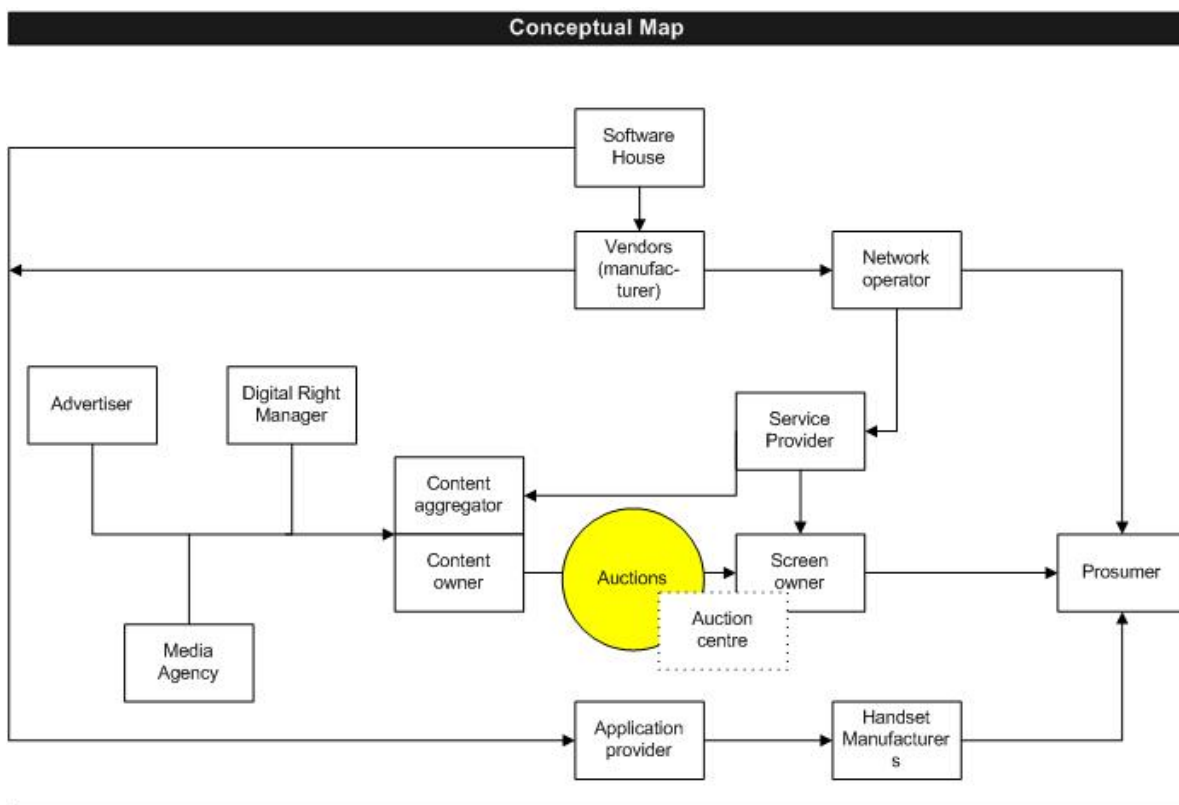 Conceptual Map
Software
House
Vendors
(manufac-
turer)
Network
operator
Advertiser
Digital Right
Manager
Service
Provider
Content
aggregator
Content
owner
Auctions
Screen
owner
Prosumer
Auction
centre
Media
Agency
Application
provider
Handset
Manufacturer
s